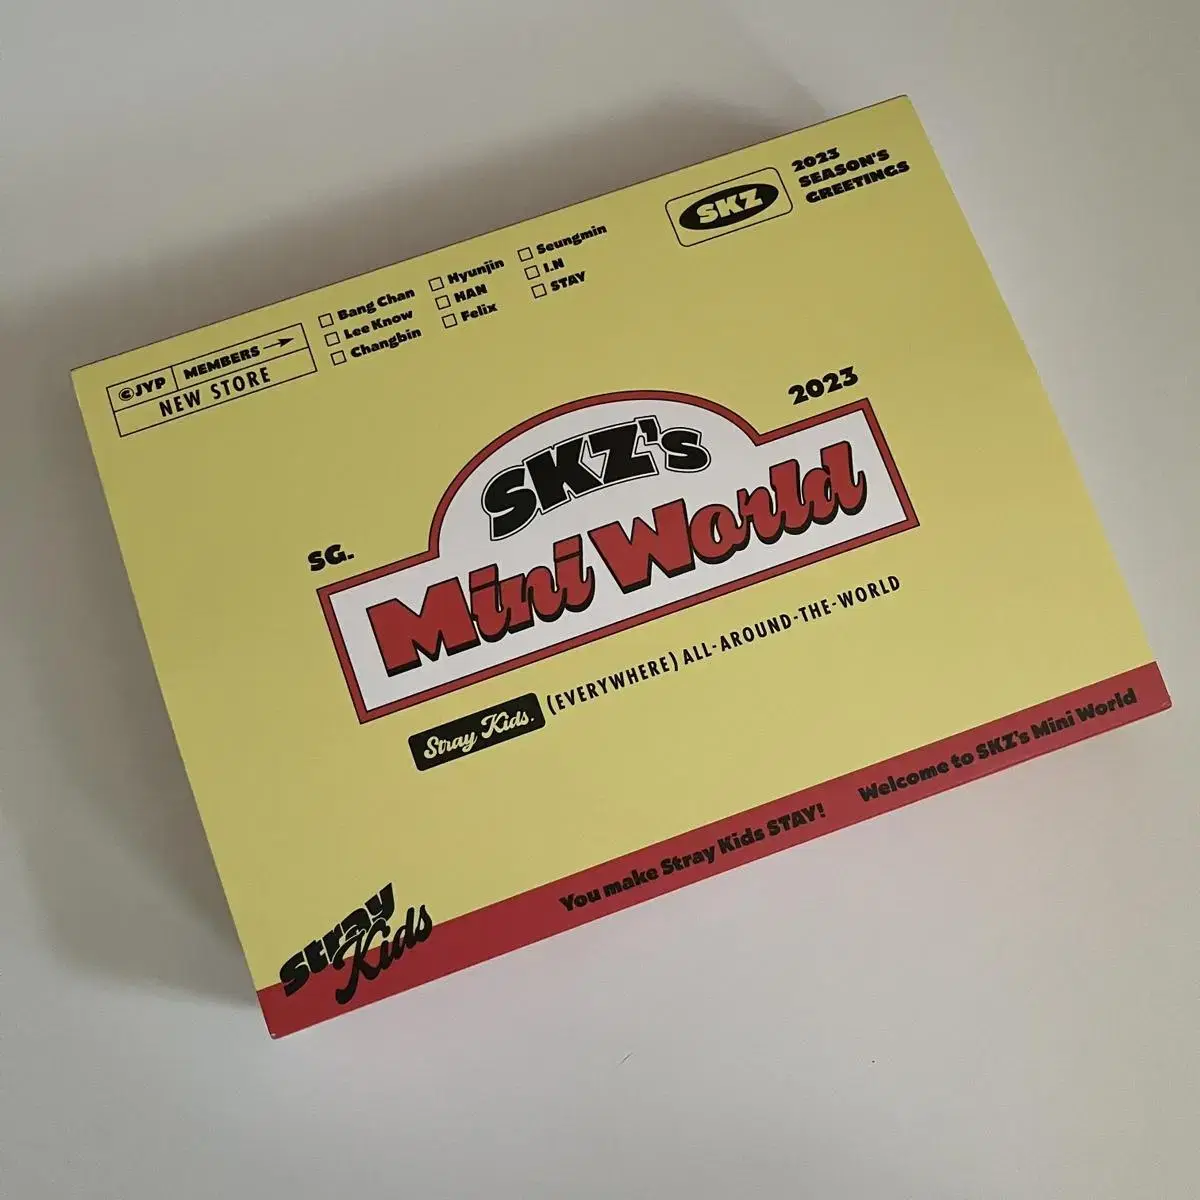 ©JYP MEMBERS →
NEW STORE
☐ Bang Chan
☐ Lee Know
☐ Changbin
☐ Hyunjin
☐ HAN
☐ Felix
☐ Seungmin
☐ I.N
☐ STAY
SKZ
2023
SEASON'S
GREETINGS
2023
SKZ's
SG.
Mini World
Stray Kids. (EVERYWHERE) ALL-AROUND-THE-WORLD
Stray
Kids
You make Stray Kids STAY! Welcome to SKZ's Mini World